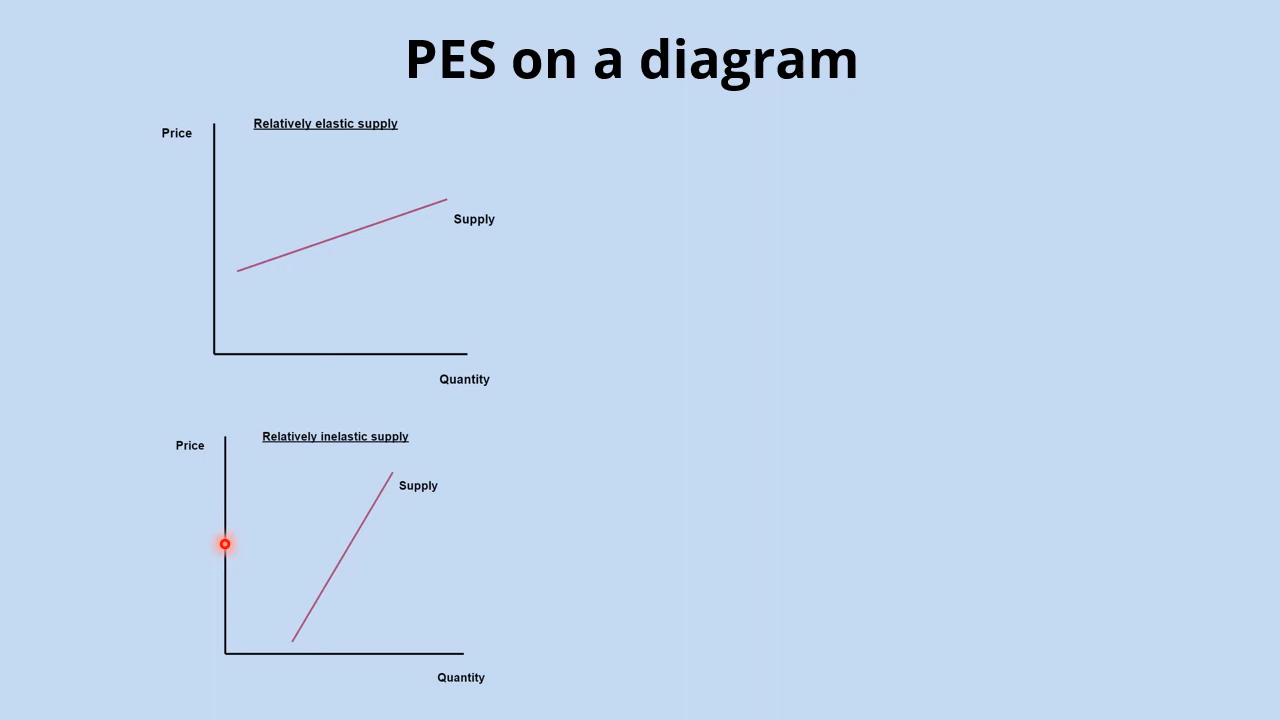 PES on a diagram
Relatively elastic supply
Price
Supply
Quantity
Relatively inelastic supply
Price
Supply
Quantity